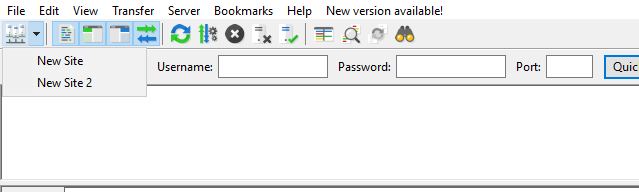 File Edit View Transfer Server Bookmarks Help New version available!
New Site
Username: Password: Port: Quic
New Site 2